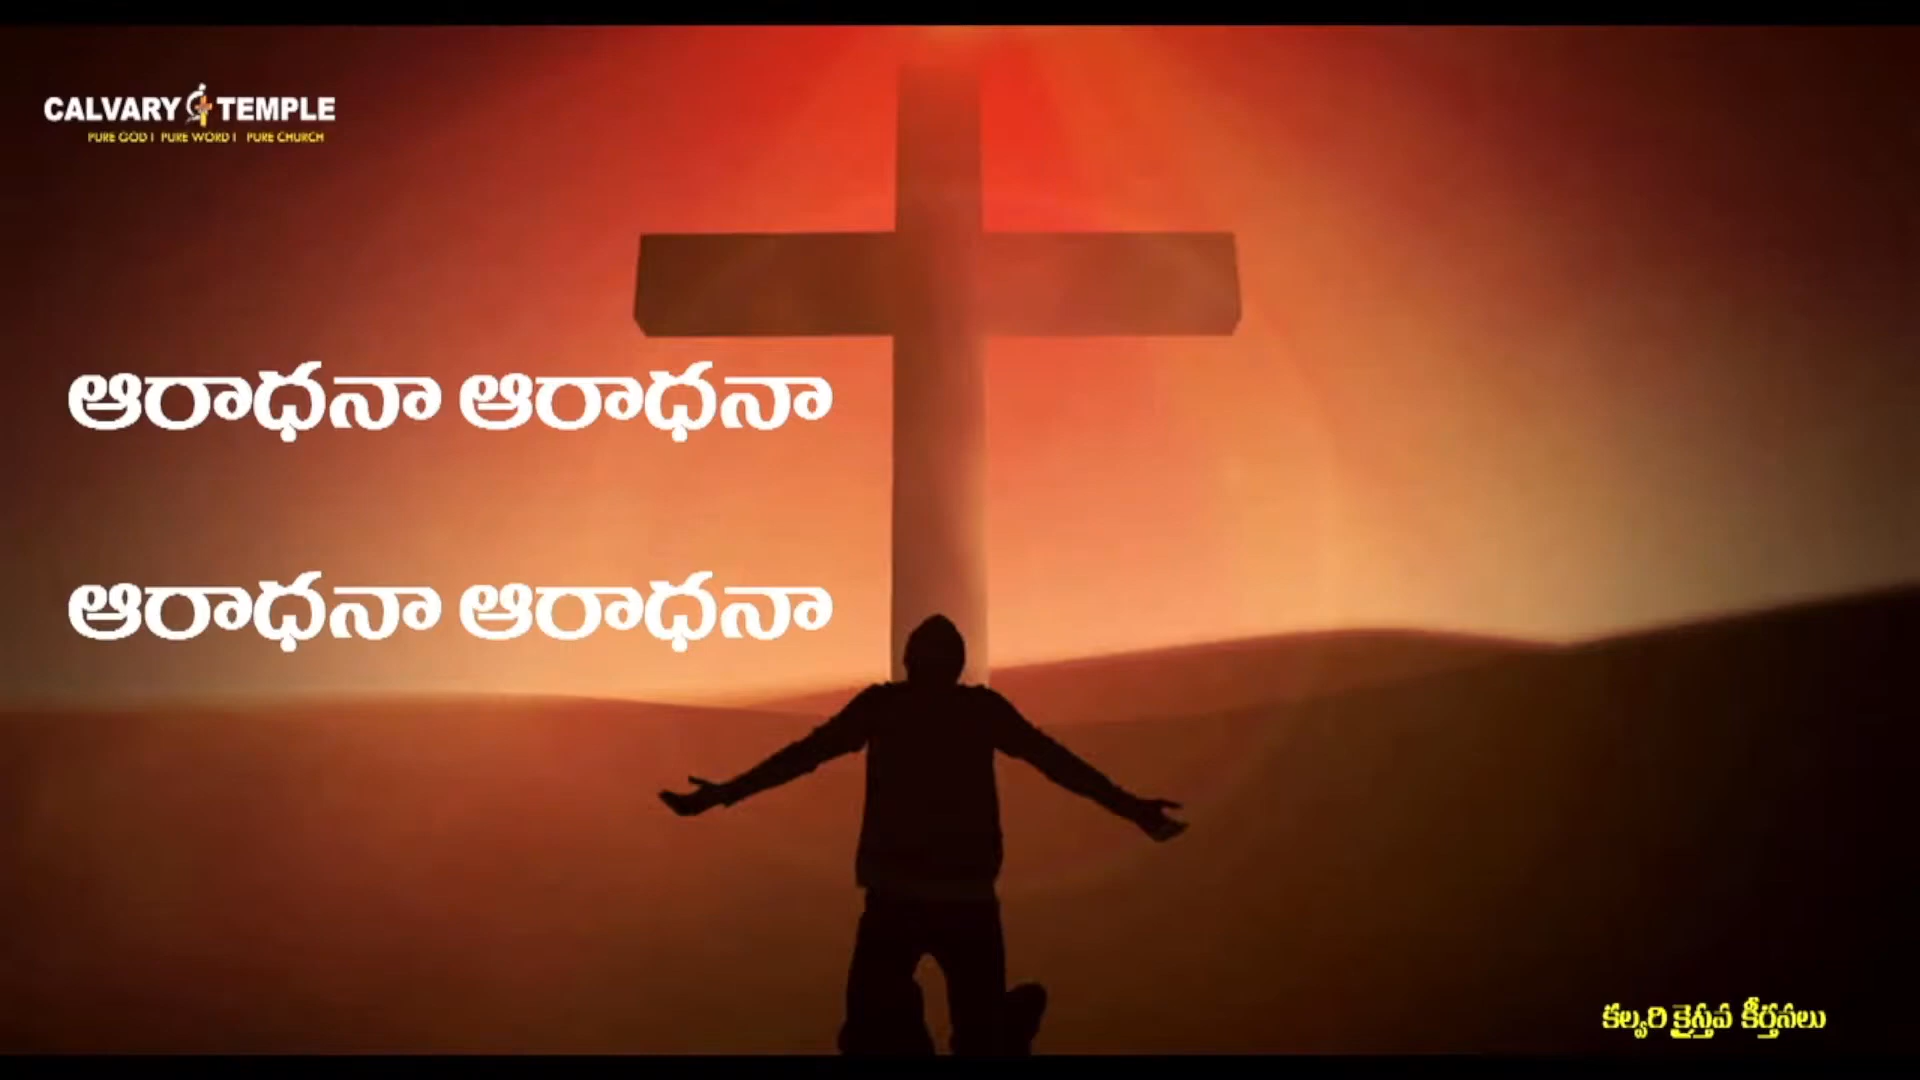 CALVARY TEMPLE
PURE GOD I PURE WORD I PURE CHURCH
ఆరాధనా ఆరాధనా
ఆరాధనా ఆరాధనా
కల్వరి క్రైస్తవ కీర్తనలు